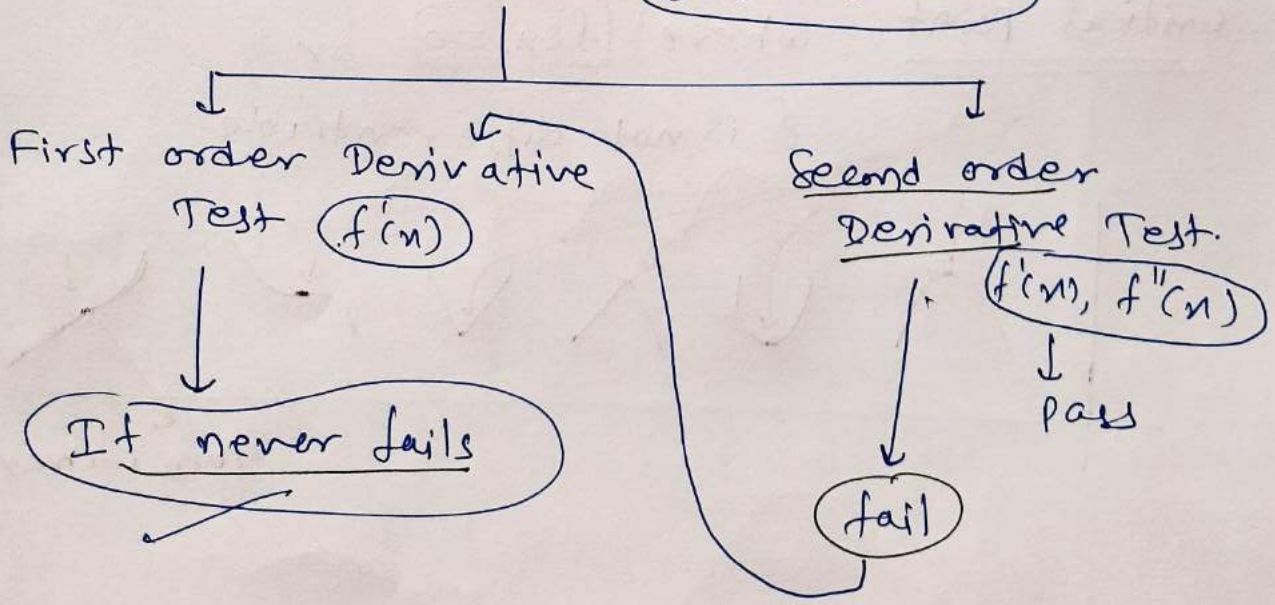 First order Derivative
Test f'(x)
It never fails
Second order
Derivative Test.
f'(x), f"(x)
pass
fail